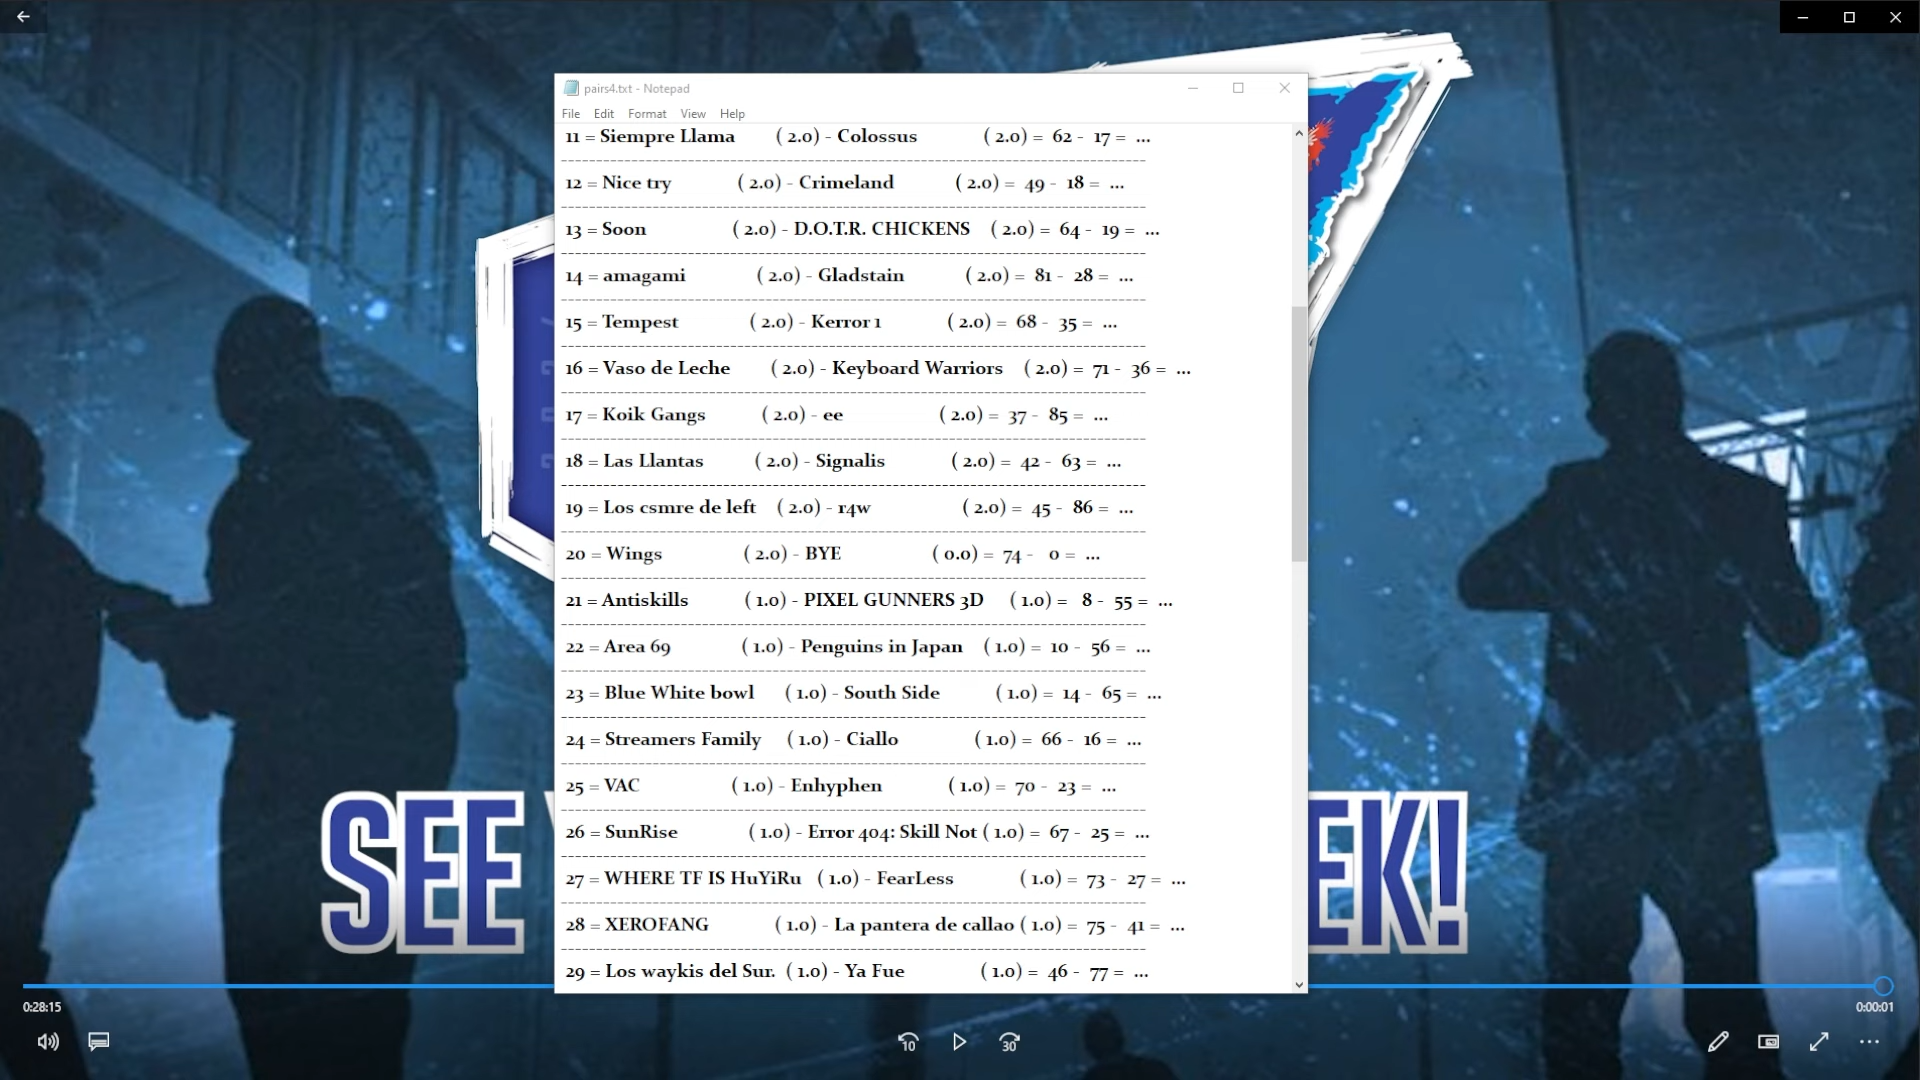 pairs4.txt - Notepad
File Edit Format View Help
11 = Siempre Llama ( 2.0) - Colossus ( 2.0) = 62 - 17 = ...
12 = Nice try ( 2.0) - Crimeland ( 2.0) = 49 - 18 = ...
13 = Soon ( 2.0) - D.O.T.R. CHICKENS ( 2.0) = 64 - 19 = ...
14 = amagami ( 2.0) - Gladstain ( 2.0) = 81 - 28 = ...
15 = Tempest ( 2.0) - Kerror 1 ( 2.0) = 68 - 35 = ...
16 = Vaso de Leche ( 2.0) - Keyboard Warriors ( 2.0) = 71 - 36 = ...
17 = Koik Gangs ( 2.0) - ee ( 2.0) = 37 - 85 = ...
18 = Las Llantas ( 2.0) - Signalis ( 2.0) = 42 - 63 = ...
19 = Los csmre de left ( 2.0) - r4w ( 2.0) = 45 - 86 = ...
20 = Wings ( 2.0) - BYE ( 0.0) = 74 - 0 = ...
21 = Antiskills ( 1.0) - PIXEL GUNNERS 3D ( 1.0) = 8 - 55 = ...
22 = Area 69 ( 1.0) - Penguins in Japan ( 1.0) = 10 - 56 = ...
23 = Blue White bowl ( 1.0) - South Side ( 1.0) = 14 - 65 = ...
24 = Streamers Family ( 1.0) - Ciallo ( 1.0) = 66 - 16 = ...
25 = VAC ( 1.0) - Enhyphen ( 1.0) = 70 - 23 = ...
26 = SunRise ( 1.0) - Error 404: Skill Not ( 1.0) = 67 - 25 = ...
27 = WHERE TF IS HuYiRu ( 1.0) - FearLess ( 1.0) = 73 - 27 = ...
28 = XEROFANG ( 1.0) - La pantera de callao ( 1.0) = 75 - 41 = ...
29 = Los waykis del Sur. ( 1.0) - Ya Fue ( 1.0) = 46 - 77 = ...
SEE
EK!
0:28:15
0:00:01
10
30